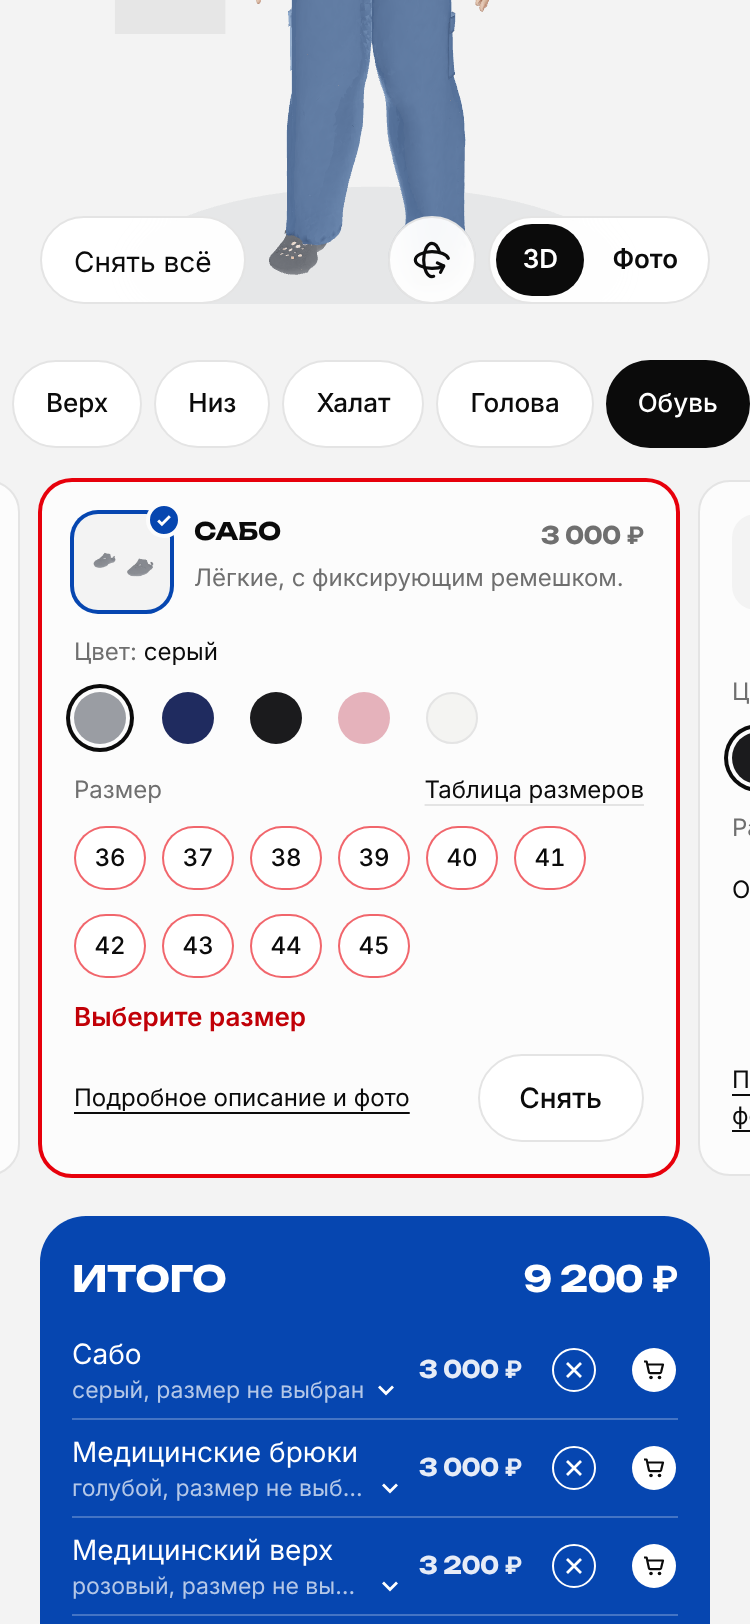 Снять всё
3D
Фото
Верх
Низ
Халат
Голова
Обувь
САБО
3 000 ₽
Лёгкие, с фиксирующим ремешком.
Цвет: серый
Размер
Таблица размеров
36 37 38 39 40 41
42 43 44 45
Выберите размер
Подробное описание и фото
Снять
ИТОГО
9 200 ₽
Сабо
серый, размер не выбран
3 000 ₽
Медицинские брюки
голубой, размер не выб...
3 000 ₽
Медицинский верх
розовый, размер не вы...
3 200 ₽